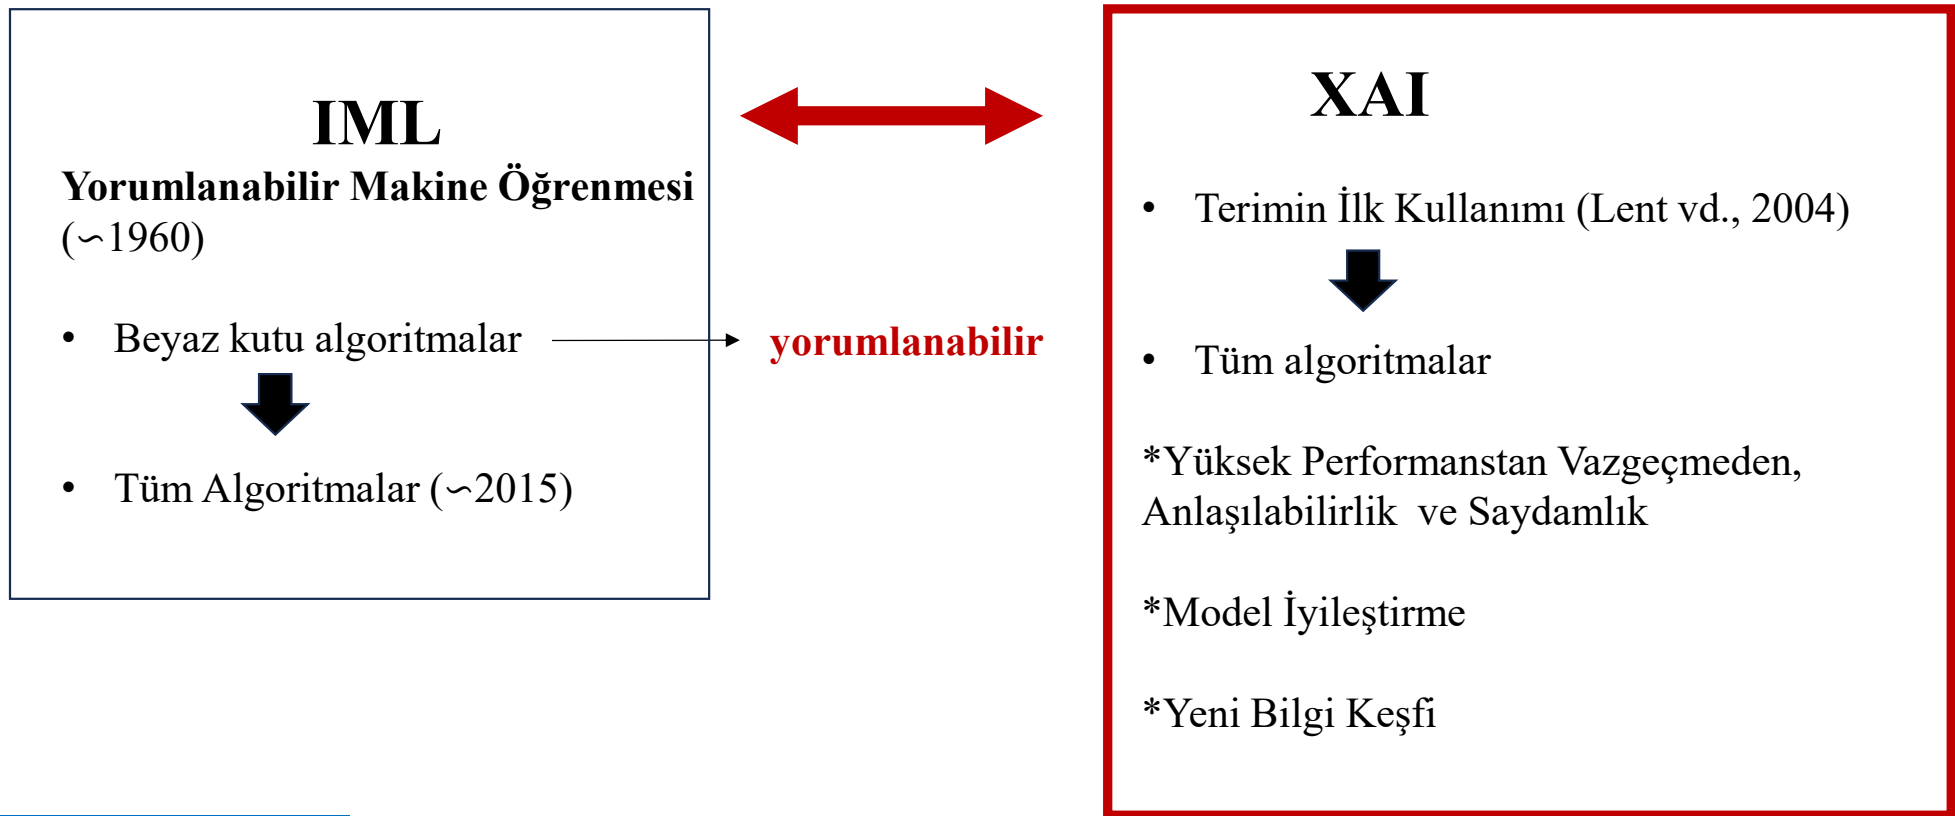 IML
Yorumlanabilir Makine Öğrenmesi
(∽1960)
• Beyaz kutu algoritmalar
yorumlanabilir
• Tüm Algoritmalar (∽2015)
XAI
• Terimin İlk Kullanımı (Lent vd., 2004)
• Tüm algoritmalar
*Yüksek Performanstan Vazgeçmeden,
Anlaşılabilirlik ve Saydamlık
*Model İyileştirme
*Yeni Bilgi Keşfi